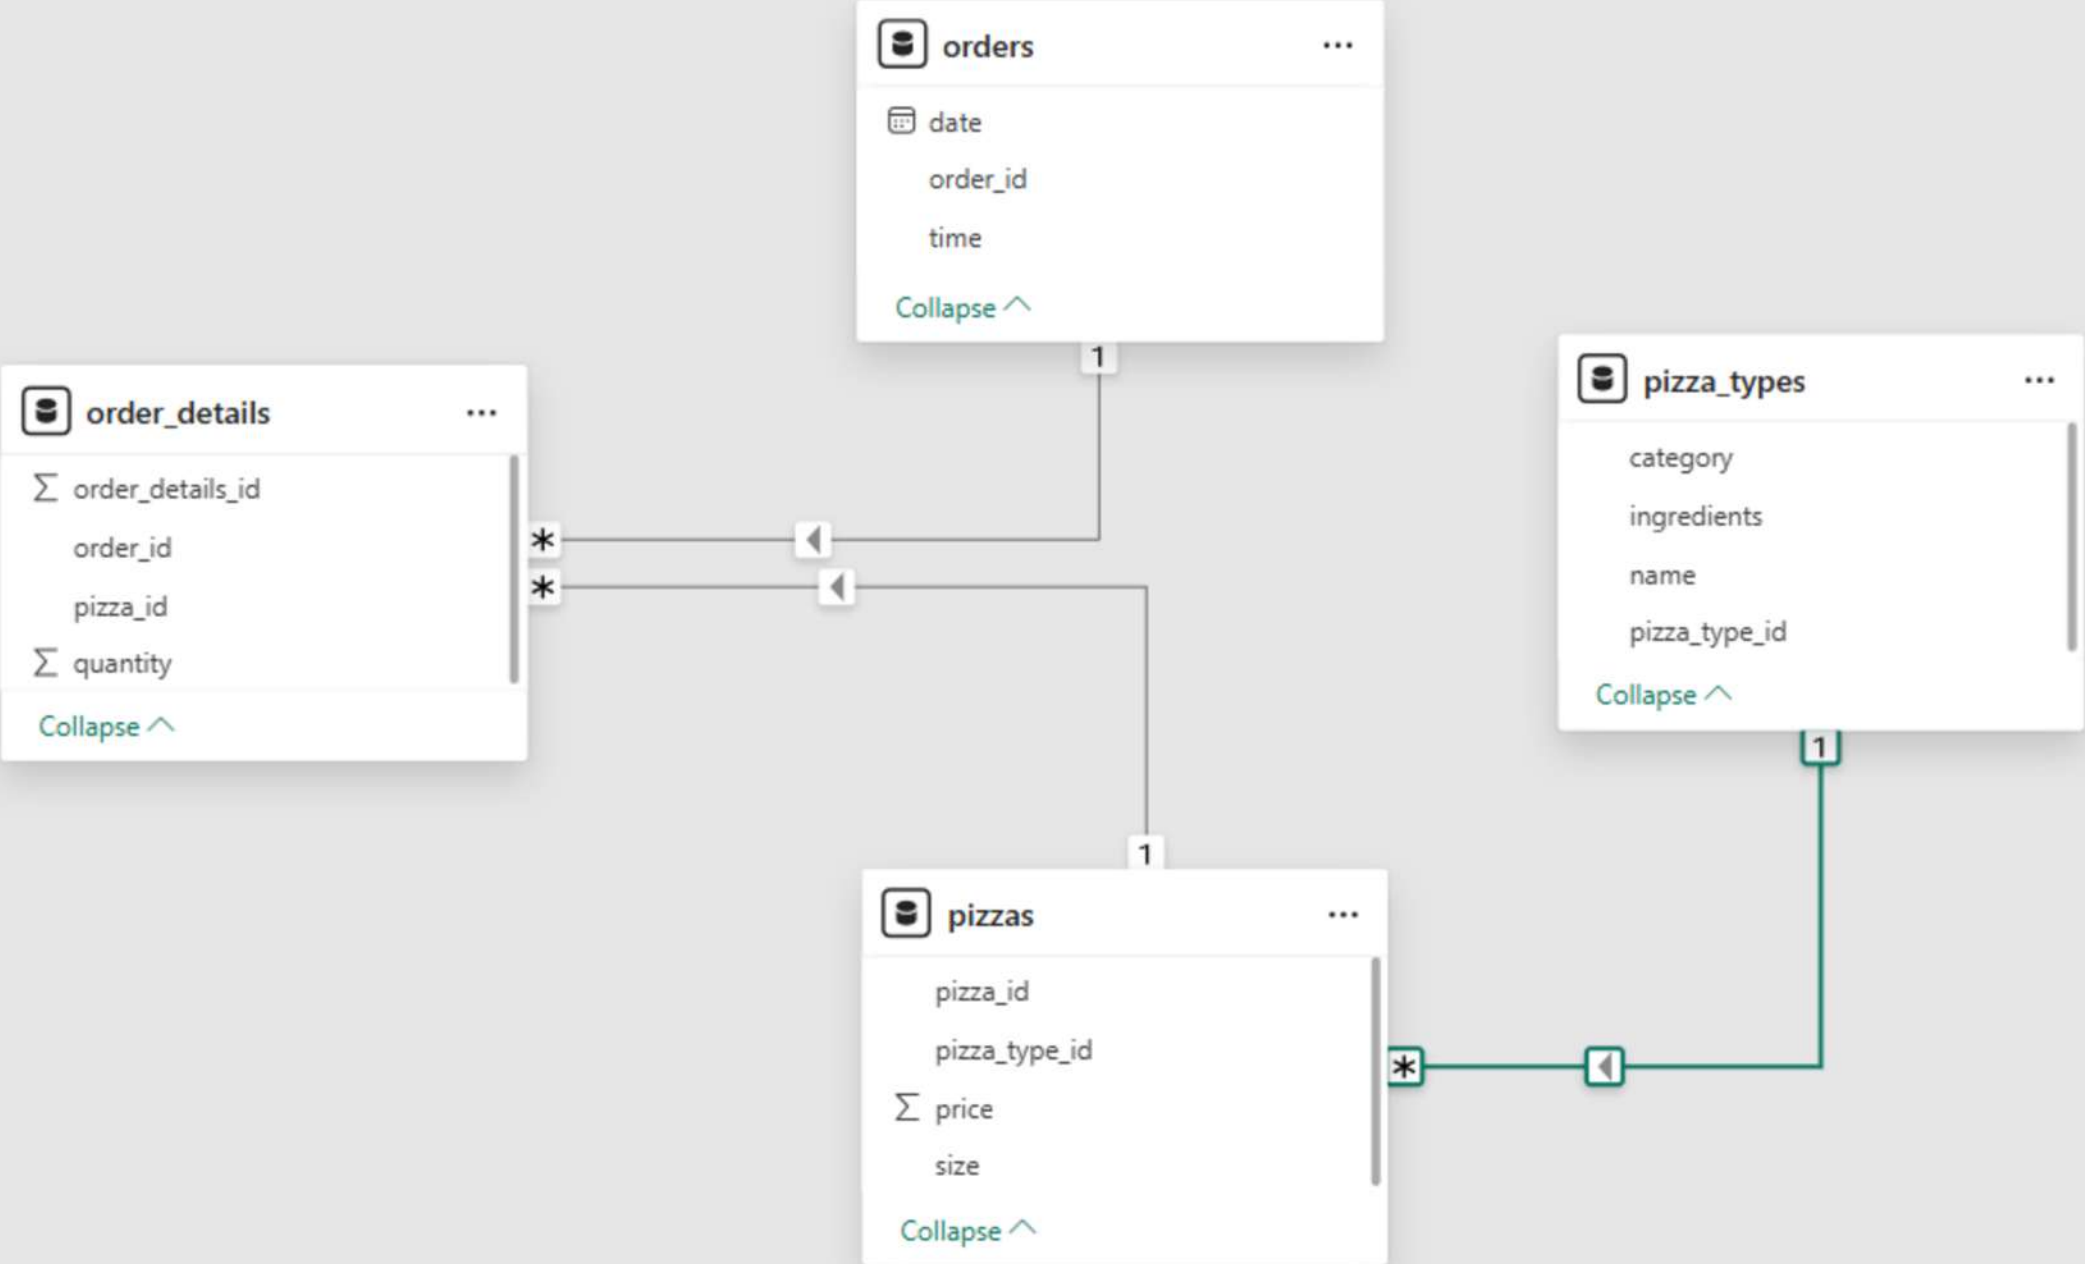 orders
date
order_id
time
Collapse
1
order_details
order_details_id
order_id
pizza_id
quantity
Collapse
*
*
pizza_types
category
ingredients
name
pizza_type_id
Collapse
1
1
pizzas
pizza_id
pizza_type_id
price
size
Collapse
*